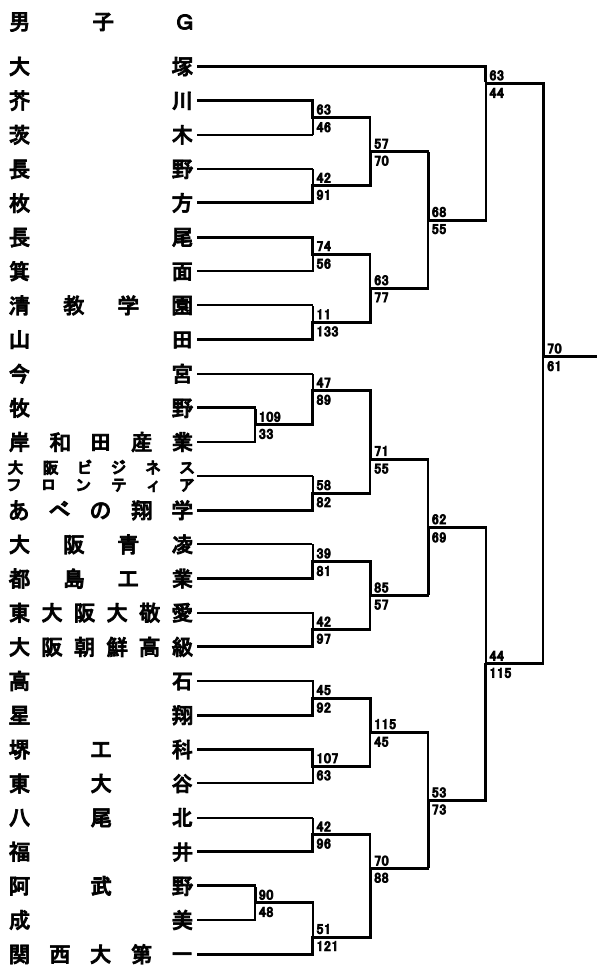 男子G
大塚
63
44
芥川
63
46
茨木
57
70
長野
42
91
枚方
68
55
長尾
74
56
箕面
63
77
清教学園
11
133
山田
70
61
今宮
47
89
牧野
109
33
岸和田産業
71
55
大阪ビジネス
フロンティア
58
82
あべの翔学
62
69
大阪青凌
39
81
都島工業
85
57
東大阪大敬愛
42
97
大阪朝鮮高級
44
115
高石
45
92
星翔
115
45
堺工科
107
63
東大谷
53
73
八尾北
42
96
福井
70
88
阿武野
90
48
成美
51
121
関西大第一